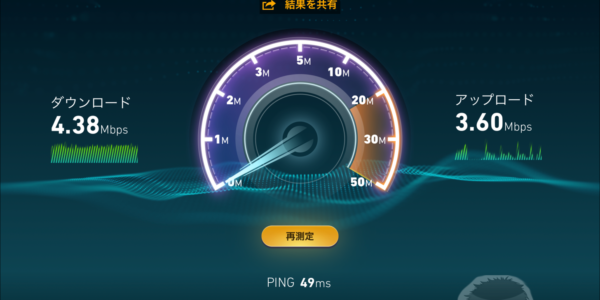 結果を共有
5M
3M
10M
ダウンロード
アップロード
2M
20M
4.38Mbps
3.60Mbps
1M
30M
0M
50M
再測定
PING 49ms